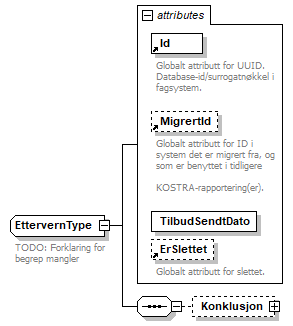 attributes
Id
Globalt attributt for UUID.
Database-id/surrogatnøkkel i
fagsystem.
MigrertId
Globalt attributt for ID i
system det er migrert fra, og
som er benyttet i tidligere
KOSTRA-rapportering(er).
EttervernType
TODO: Forklaring for
begrep mangler
TilbudSendtDato
ErSlettet
Globalt attributt for slettet.
Konklusjon